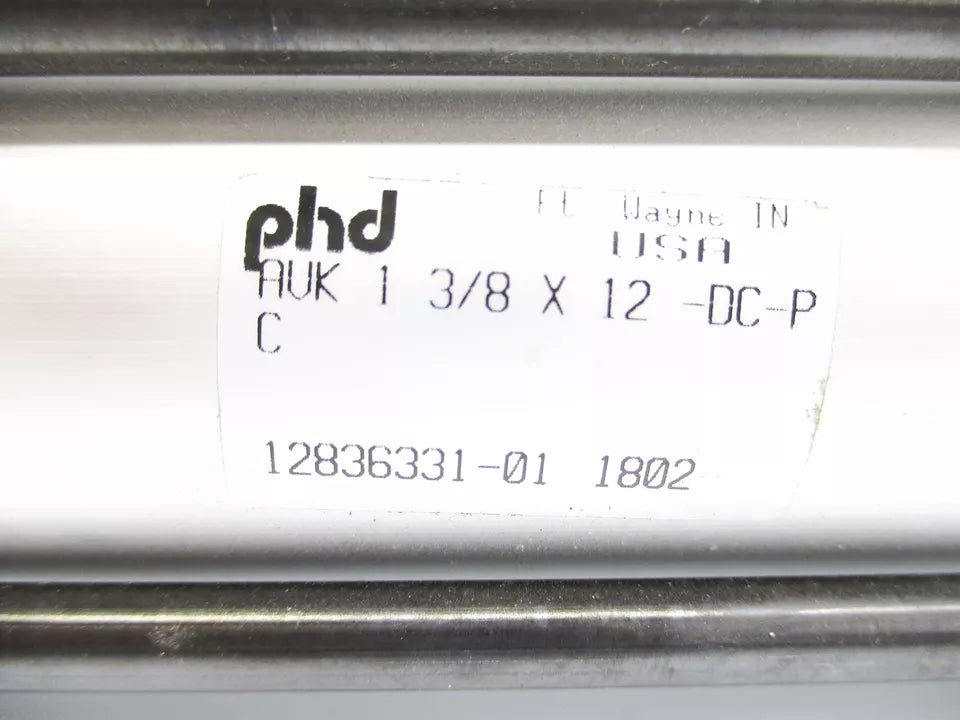 phd
Ft Wayne IN
USA
AVK 1 3/8 X 12 -DC-P
C
12836331-01 1802